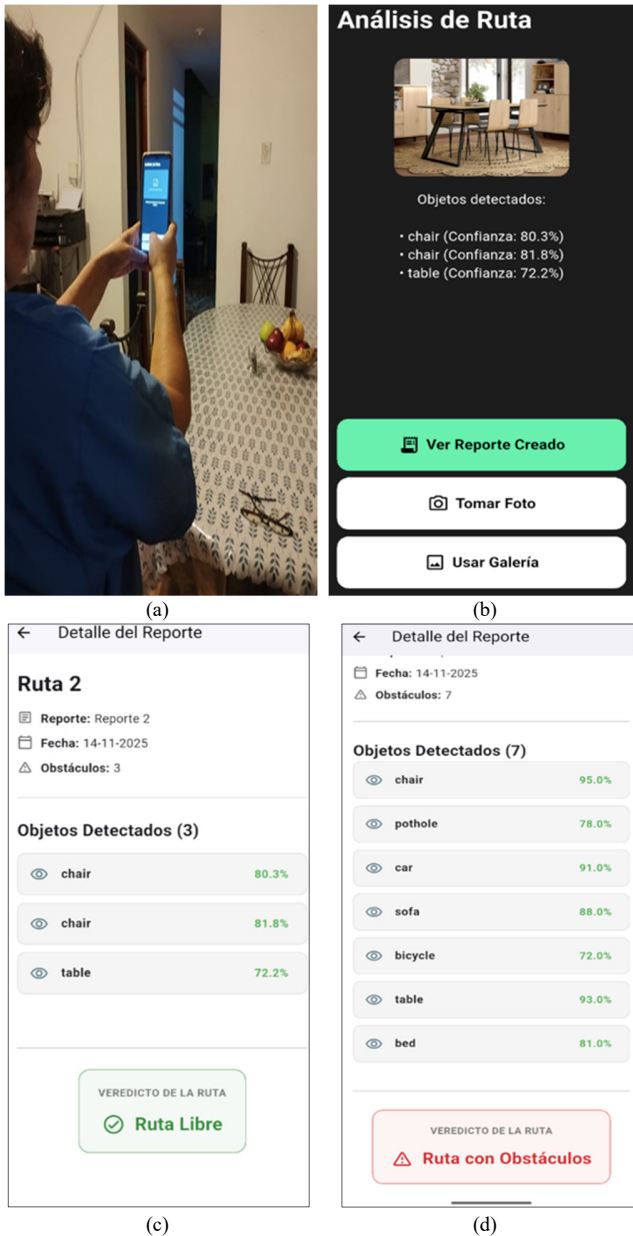 Análisis de Ruta
Objetos detectados:
• chair (Confianza: 80.3%)
• chair (Confianza: 81.8%)
• table (Confianza: 72.2%)
Ver Reporte Creado
Tomar Foto
Usar Galería
(a)
(b)
Detalle del Reporte
Ruta 2
Reporte: Reporte 2
Fecha: 14-11-2025
Obstáculos: 3
Objetos Detectados (3)
chair 80.3%
chair 81.8%
table 72.2%
VEREDICTO DE LA RUTA
Ruta Libre
(c)
Detalle del Reporte
Fecha: 14-11-2025
Obstáculos: 7
Objetos Detectados (7)
chair 95.0%
pothole 78.0%
car 91.0%
sofa 88.0%
bicycle 72.0%
table 93.0%
bed 81.0%
VEREDICTO DE LA RUTA
Ruta con Obstáculos
(d)